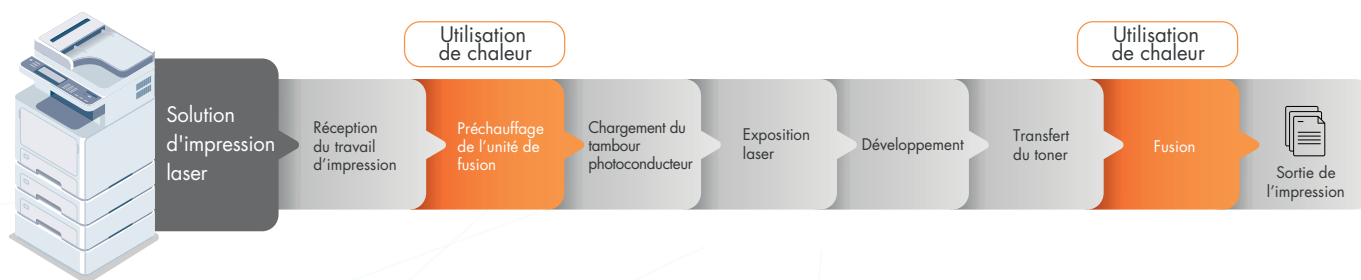 Utilisation
de chaleur
Utilisation
de chaleur
Solution
d'impression
laser
Réception
du travail
d’impression
Préchauffage
de l’unité de
fusion
Chargement du
tambour
photoconducteur
Exposition
laser
Développement
Transfert
du toner
Fusion
Sortie de
l’impression